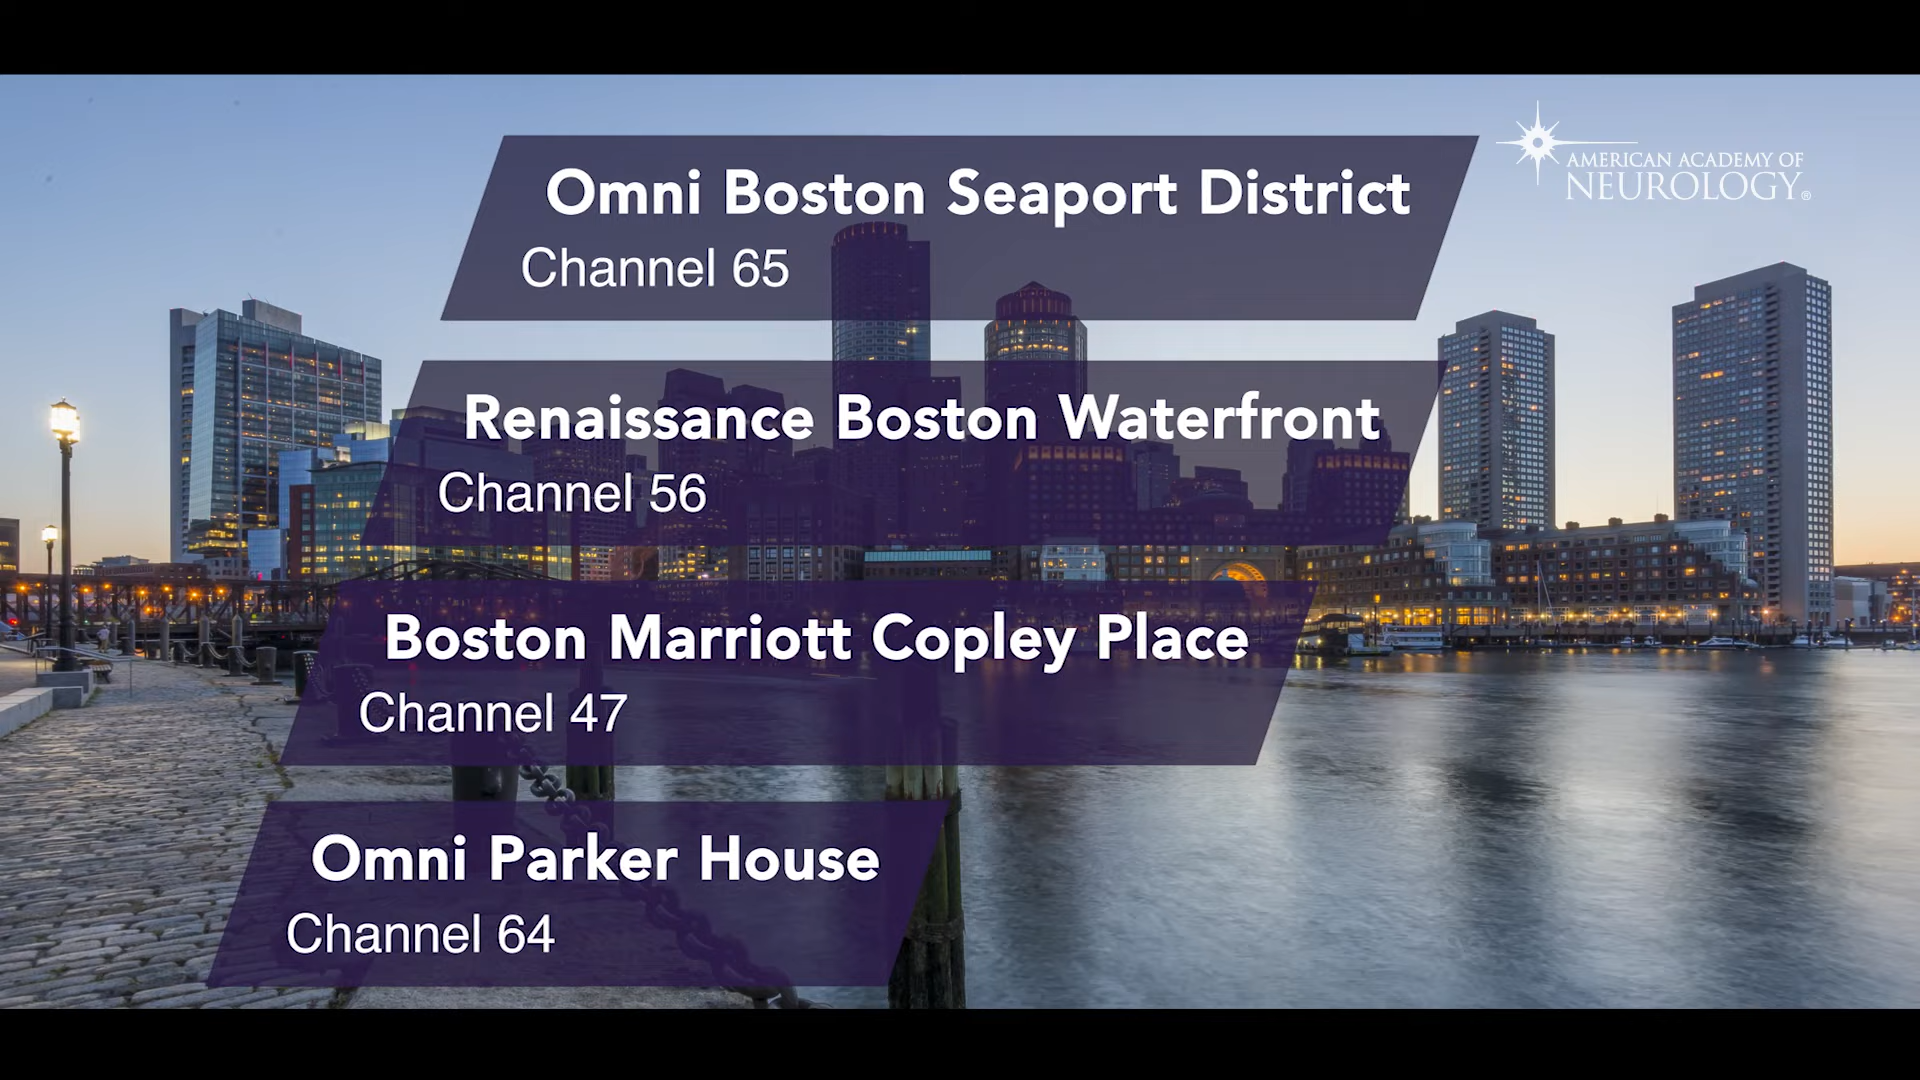 Omni Boston Seaport District
Channel 65
AMERICAN ACADEMY OF
NEUROLOGY®
Renaissance Boston Waterfront
Channel 56
Boston Marriott Copley Place
Channel 47
Omni Parker House
Channel 64